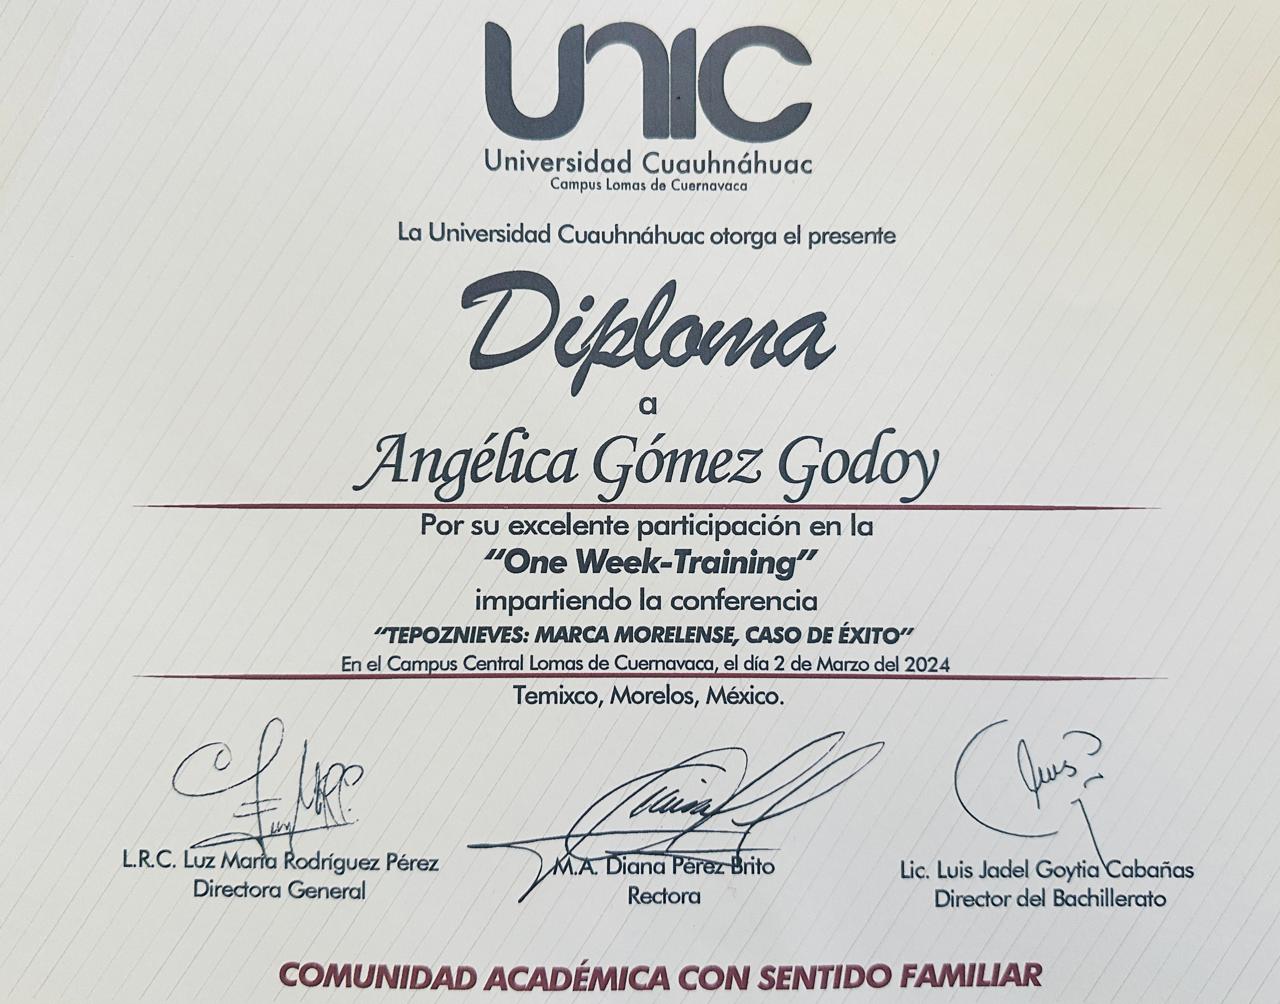 UNIC
Universidad Cuauhnáhuac
Campus Lomas de Cuernavaca
La Universidad Cuauhnáhuac otorga el presente
Diploma
a
Angélica Gómez Godoy
Por su excelente participación en la
“One Week-Training”
impartiendo la conferencia
“TEPOZNIEVES: MARCA MORELENSE, CASO DE ÉXITO”
En el Campus Central Lomas de Cuernavaca, el día 2 de Marzo del 2024
Temixco, Morelos, México.
L.R.C. Luz María Rodríguez Pérez
Directora General
M.A. Diana Pérez Brito
Rectora
Lic. Luis Jadel Goytia Cabañas
Director del Bachillerato
COMUNIDAD ACADÉMICA CON SENTIDO FAMILIAR